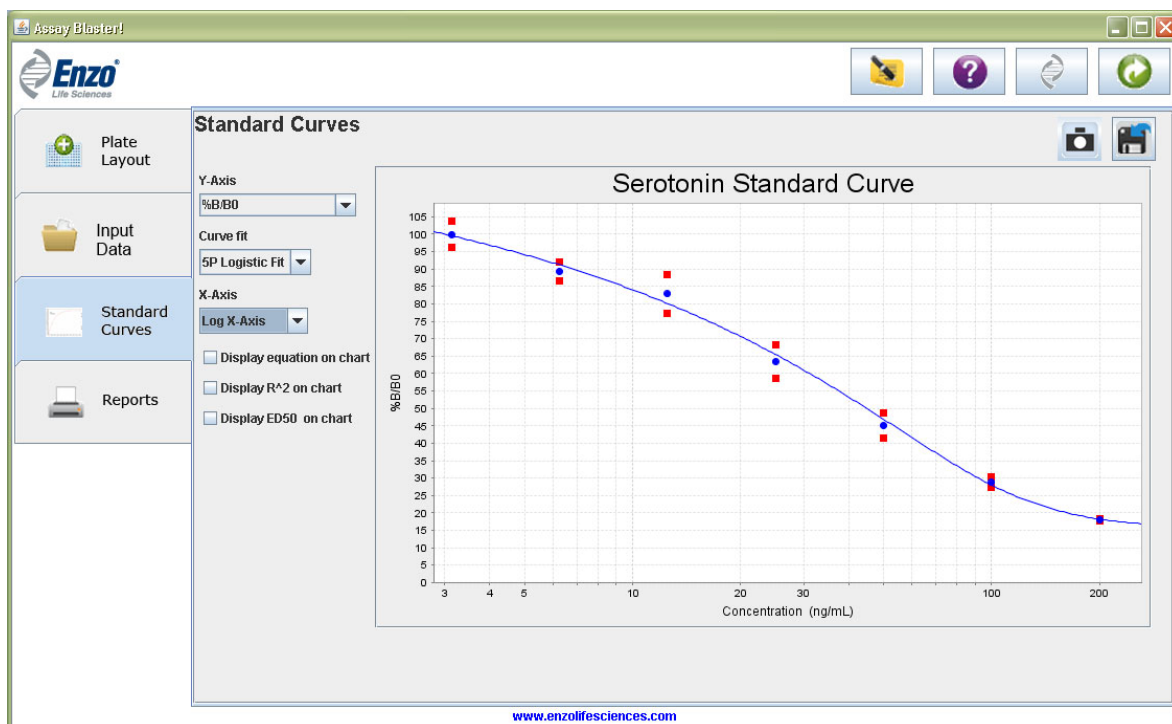 Assay Blaster!
Enzo®
Life Sciences
?
Plate
Layout
Input
Data
Standard
Curves
Reports
Standard Curves
Y-Axis
%B/B0
Curve fit
5P Logistic Fit
X-Axis
Log X-Axis
Display equation on chart
Display R^2 on chart
Display ED50 on chart
Serotonin Standard Curve
%B/B0
105
100
95
90
85
80
75
70
65
60
55
50
45
40
35
30
25
20
15
10
5
0
3 4 5 10 20 30 100 200
Concentration (ng/mL)
www.enzolifesciences.com